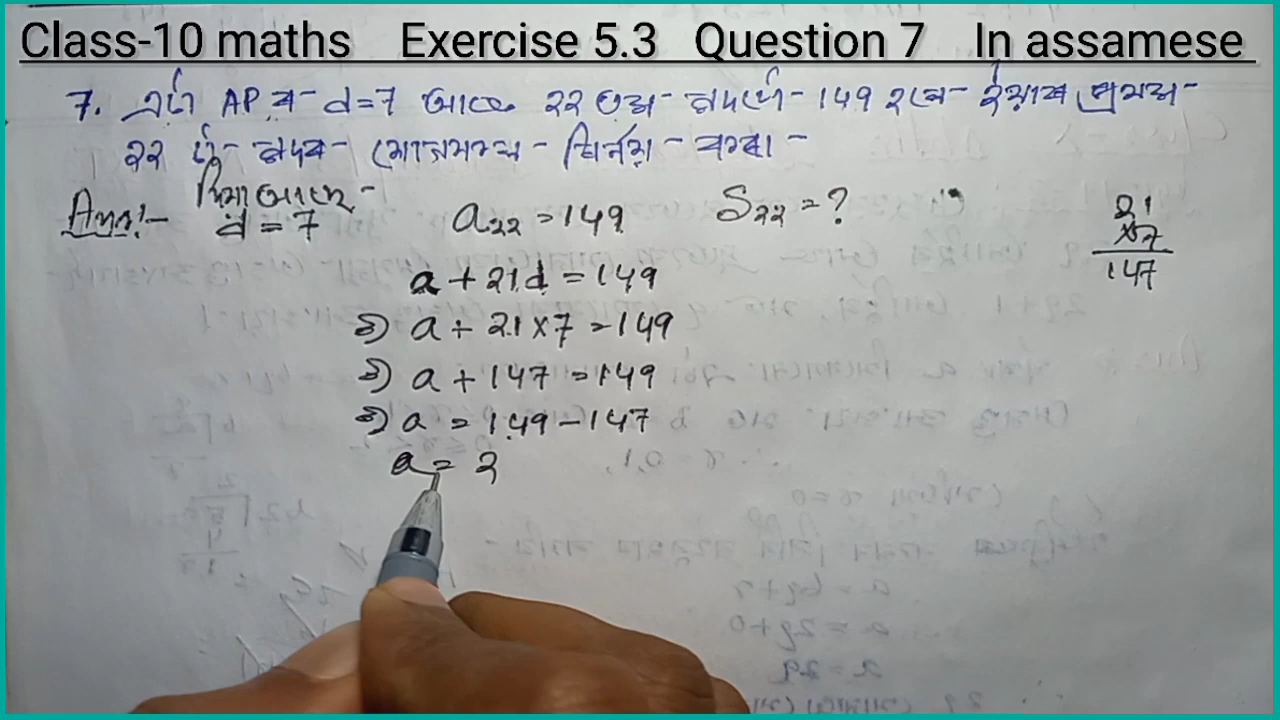 Class-10 maths Exercise 5.3 Question 7 In assamese
7. এটা AP ৰ d=7 আৰু ২২ তম পদটো 149 হলে ইয়াৰ প্ৰথম
২২ টা পদৰ যোগফল নিৰ্ণয় কৰা
দিয়া আছে
Ans:- d = 7 a₂₂ = 149 S₂₂ = ?
21
×7
147
a + 21d = 149
বা) a + 21×7 = 149
বা) a + 147 = 149
বা) a = 149 - 147
a = 2